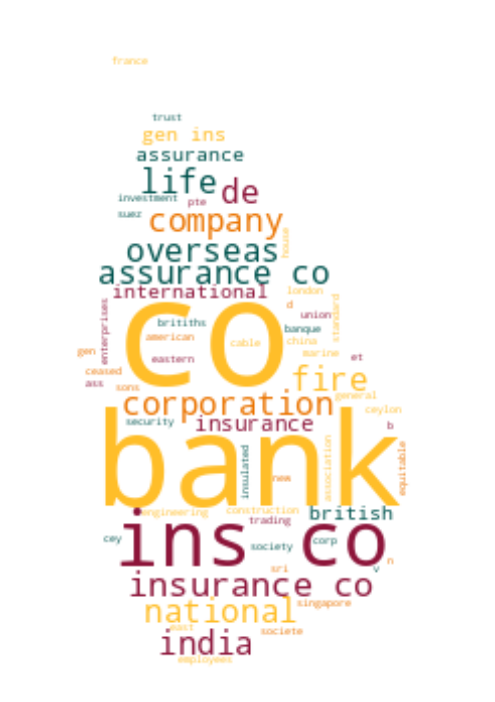 france
trust
gen ins
assurance
life de
investment pte
suez
company
house
overseas
assurance co
international
london
enterprises
d
standard
union
britiths
banque
co
american
cable
china
gen
eastern
marine
et
ceased
ass
sons
fire
general
corporation
ceylon
security
insurance
b
bank
association
equitable
insulated
new
engineering
construction
british
trading
ins co
cey
society
corp
v
n
sri
insurance co
national
singapore
east
societe
india
employees